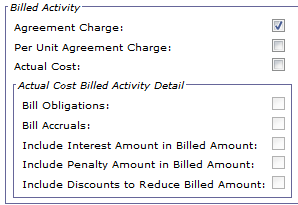 Billed Activity
Agreement Charge:
Per Unit Agreement Charge:
Actual Cost:
Actual Cost Billed Activity Detail
Bill Obligations:
Bill Accruals:
Include Interest Amount in Billed Amount:
Include Penalty Amount in Billed Amount:
Include Discounts to Reduce Billed Amount: